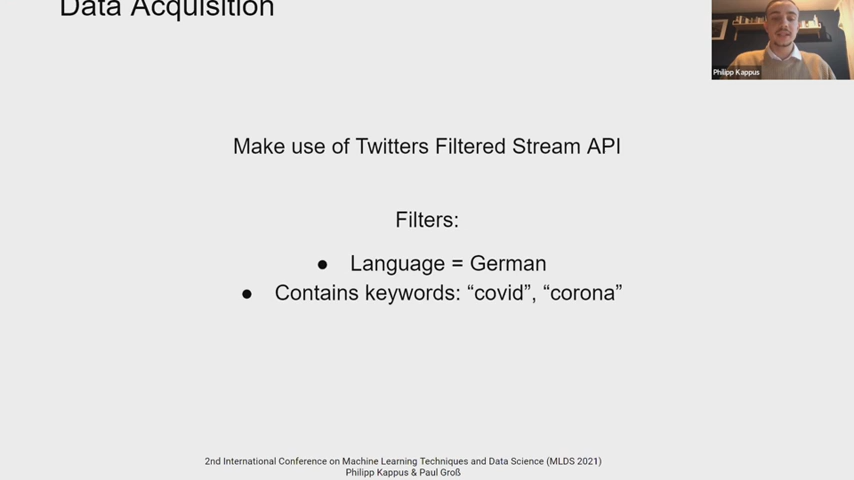 Data Acquisition
Philipp Kappus
Make use of Twitters Filtered Stream API
Filters:
● Language = German
● Contains keywords: “covid”, “corona”
2nd International Conference on Machine Learning Techniques and Data Science (MLDS 2021)
Philipp Kappus & Paul Groß